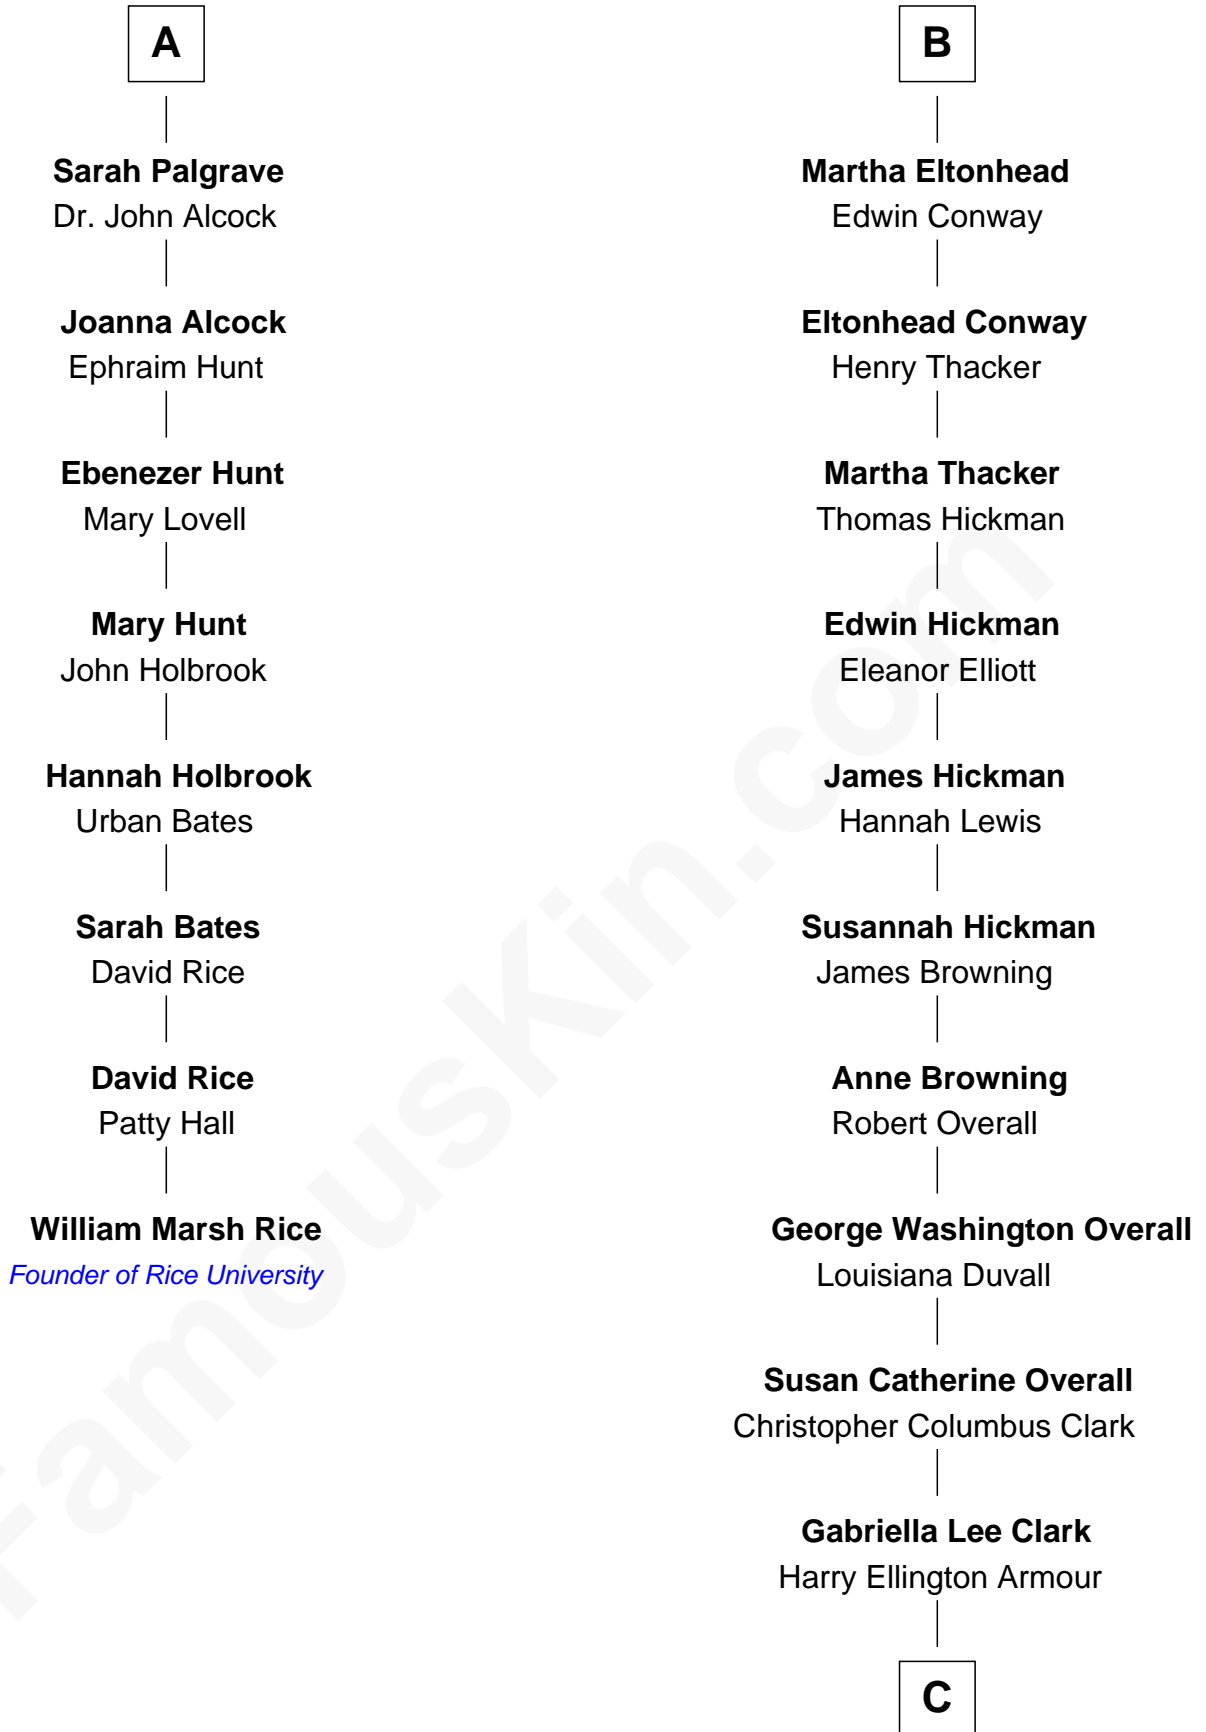 A
Sarah Palgrave
Dr. John Alcock
Joanna Alcock
Ephraim Hunt
Ebenezer Hunt
Mary Lovell
Mary Hunt
John Holbrook
Hannah Holbrook
Urban Bates
Sarah Bates
David Rice
David Rice
Patty Hall
William Marsh Rice
Founder of Rice University
B
Martha Eltonhead
Edwin Conway
Eltonhead Conway
Henry Thacker
Martha Thacker
Thomas Hickman
Edwin Hickman
Eleanor Elliott
James Hickman
Hannah Lewis
Susannah Hickman
James Browning
Anne Browning
Robert Overall
George Washington Overall
Louisiana Duvall
Susan Catherine Overall
Christopher Columbus Clark
Gabriella Lee Clark
Harry Ellington Armour
C
FamousKin.com